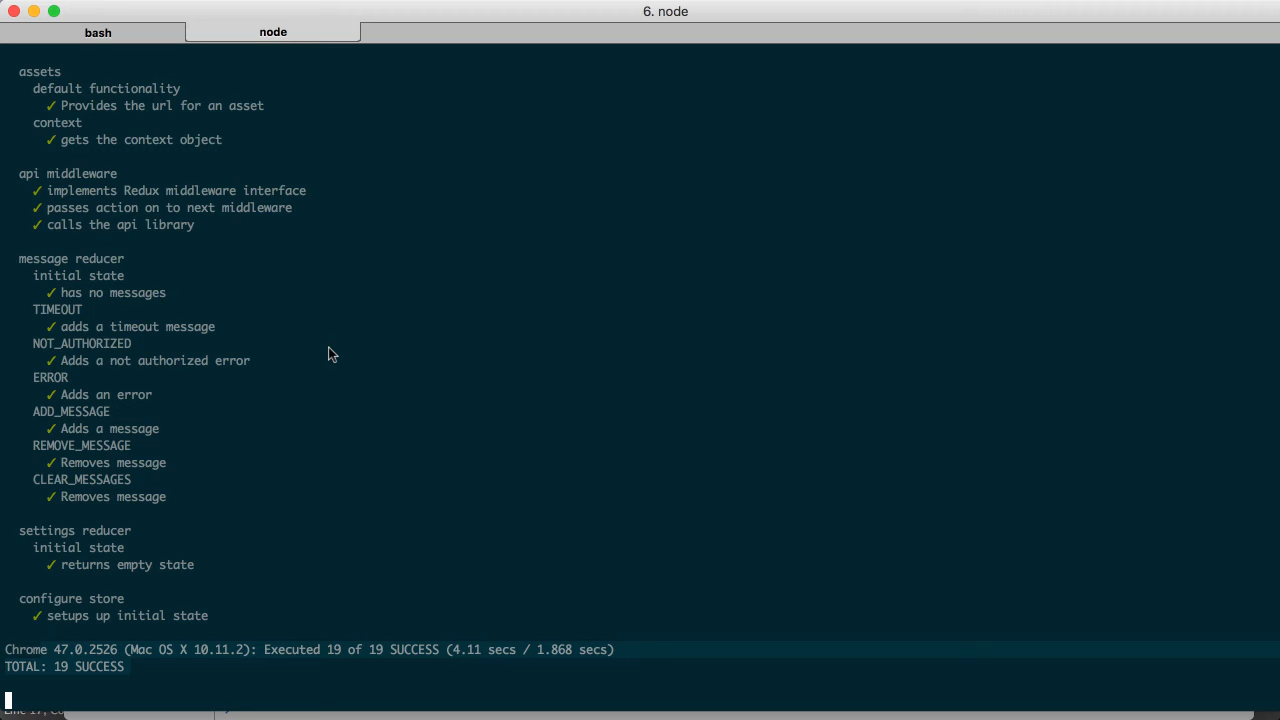 6. node
bash
node
assets
default functionality
✓ Provides the url for an asset
context
✓ gets the context object
api middleware
✓ implements Redux middleware interface
✓ passes action on to next middleware
✓ calls the api library
message reducer
initial state
✓ has no messages
TIMEOUT
✓ adds a timeout message
NOT_AUTHORIZED
✓ Adds a not authorized error
ERROR
✓ Adds an error
ADD_MESSAGE
✓ Adds a message
REMOVE_MESSAGE
✓ Removes message
CLEAR_MESSAGES
✓ Removes message
settings reducer
initial state
✓ returns empty state
configure store
✓ setups up initial state
Chrome 47.0.2526 (Mac OS X 10.11.2): Executed 19 of 19 SUCCESS (4.11 secs / 1.868 secs)
TOTAL: 19 SUCCESS